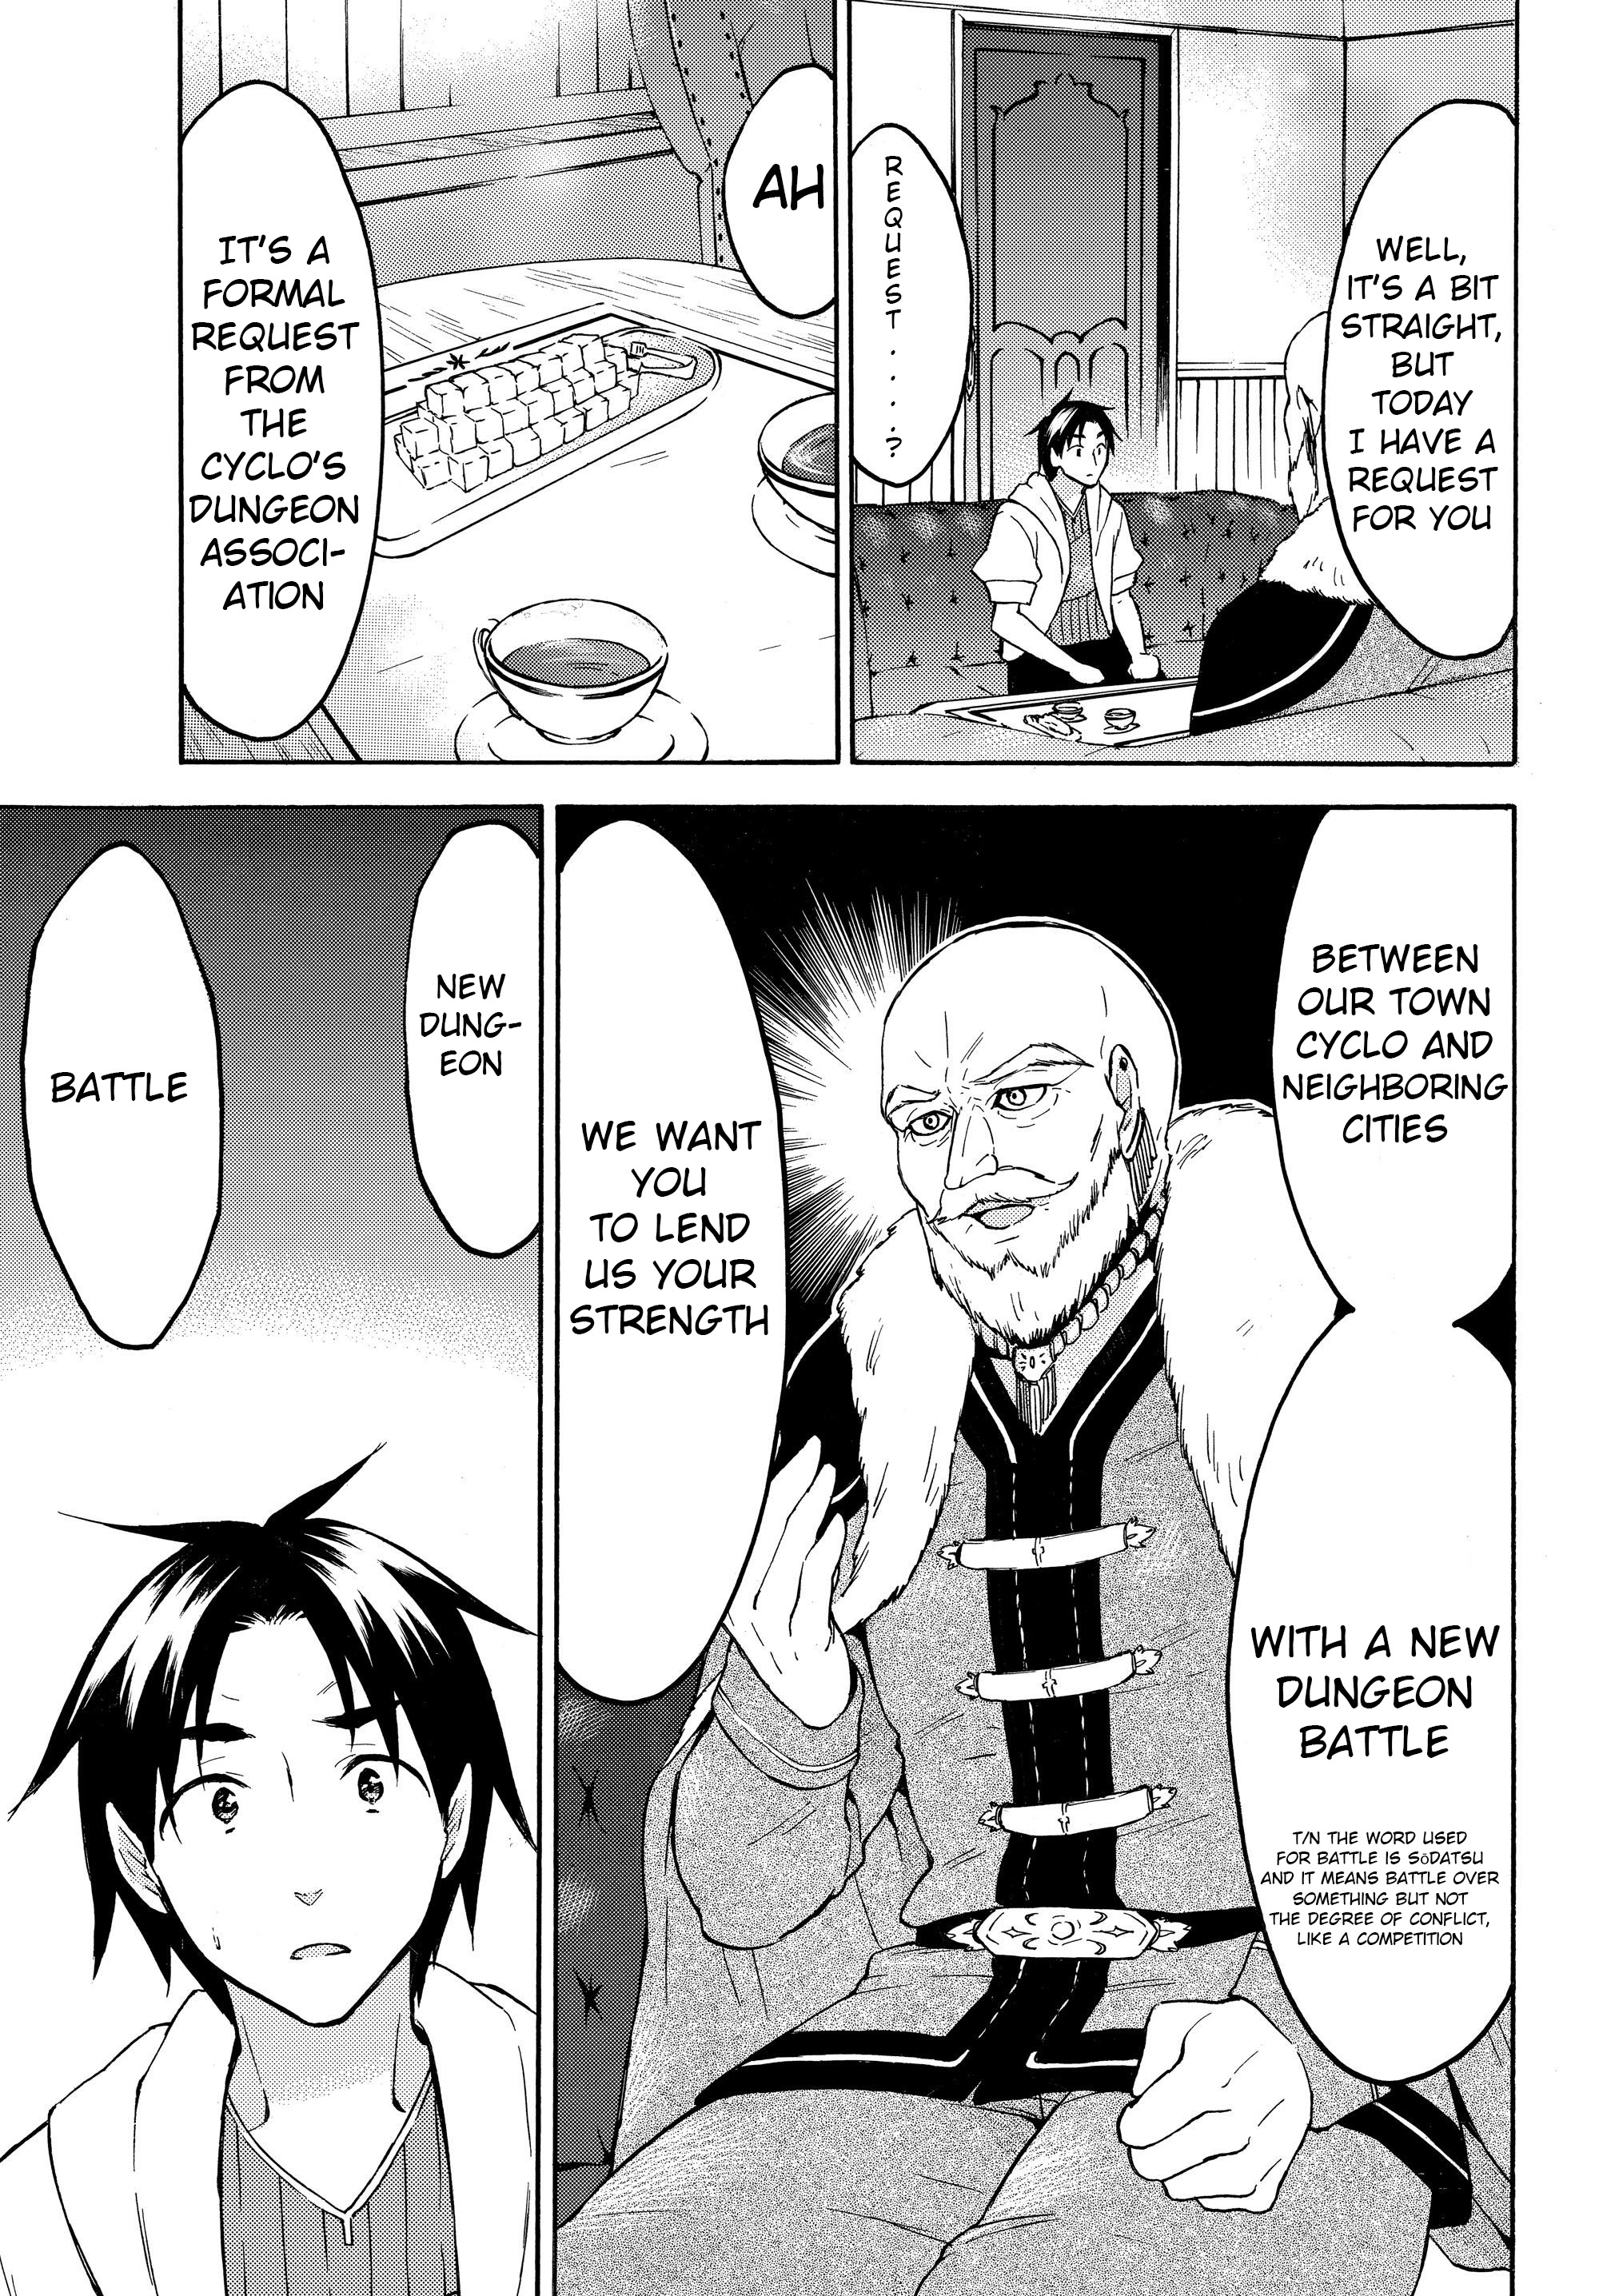 WELL,
IT'S A BIT
STRAIGHT,
BUT
TODAY
I HAVE A
REQUEST
FOR YOU
REQUEST.....?
AH
IT'S A
FORMAL
REQUEST
FROM
THE
CYCLO'S
DUNGEON
ASSOCI-
ATION
BETWEEN
OUR TOWN
CYCLO AND
NEIGHBORING
CITIES
WITH A NEW
DUNGEON
BATTLE
T/N THE WORD USED
FOR BATTLE IS SōDATSU
AND IT MEANS BATTLE OVER
SOMETHING BUT NOT
THE DEGREE OF CONFLICT,
LIKE A COMPETITION
WE WANT
YOU
TO LEND
US YOUR
STRENGTH
NEW
DUNG-
EON
BATTLE